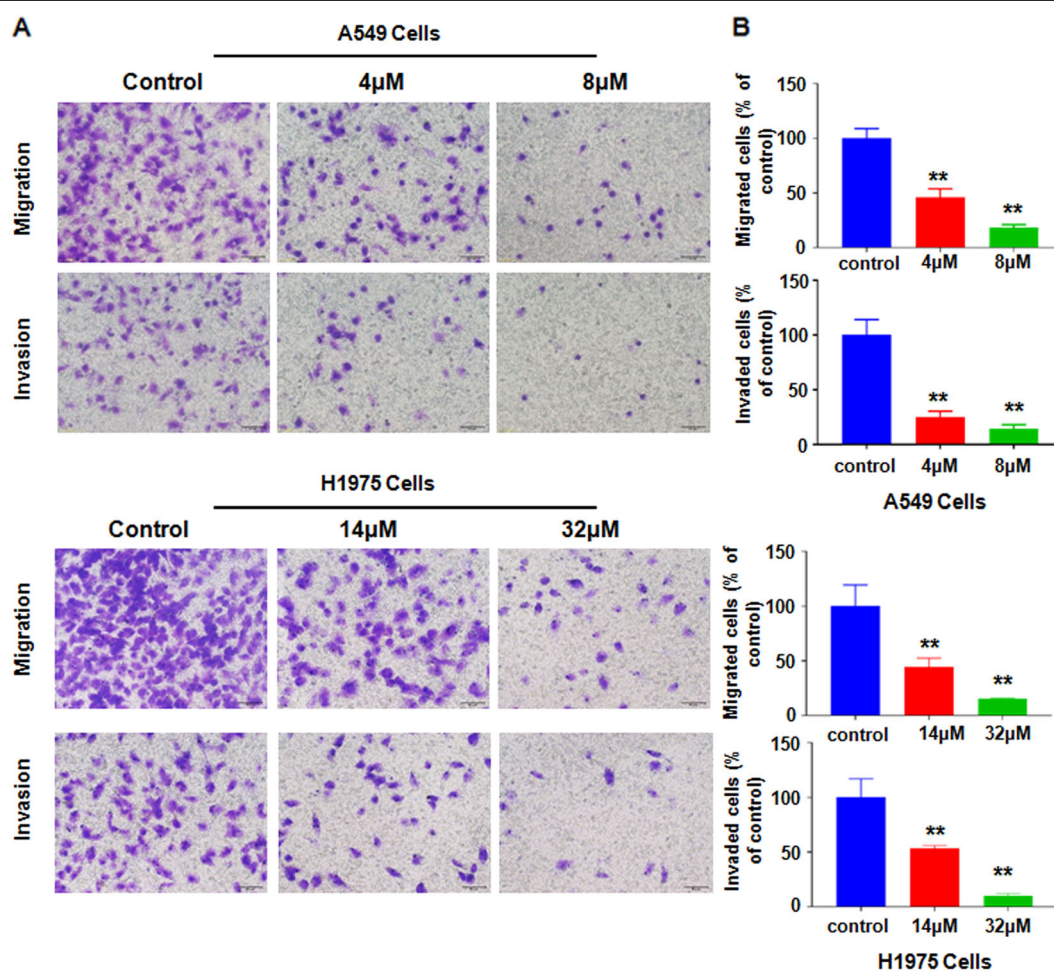 A
A549 Cells
Control 4µM 8µM
Migration
Invasion
H1975 Cells
Control 14µM 32µM
Migration
Invasion
B
Migrated cells (% of
control)
150
100
50
0
** **
control 4µM 8µM
Invaded cells (%
of control)
150
100
50
0
** **
control 4µM 8µM
A549 Cells
Migrated cells (% of
control)
150
100
50
0
** **
control 14µM 32µM
Invaded cells (%
of control)
150
100
50
0
** **
control 14µM 32µM
H1975 Cells